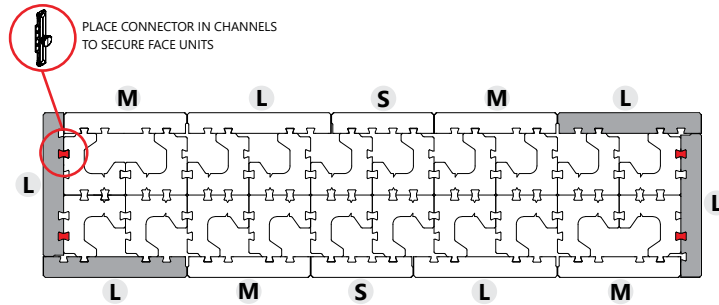 PLACE CONNECTOR IN CHANNELS
TO SECURE FACE UNITS
M L S M L
L L
L M S L M